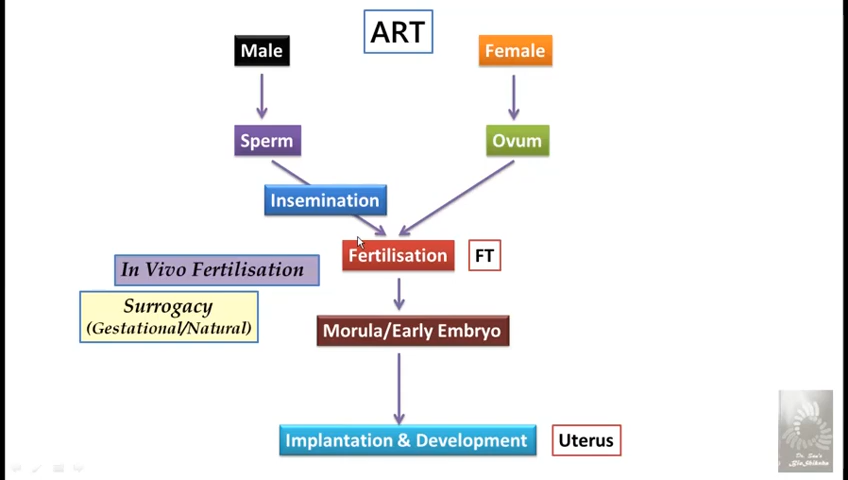 ART
Male
Female
Sperm
Ovum
Insemination
Fertilisation
FT
In Vivo Fertilisation
Surrogacy
(Gestational/Natural)
Morula/Early Embryo
Implantation & Development
Uterus